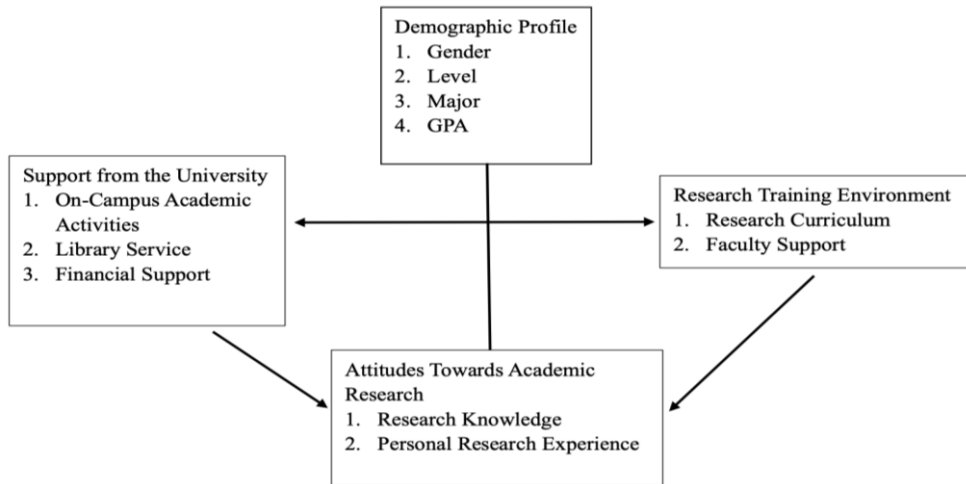 Demographic Profile
1. Gender
2. Level
3. Major
4. GPA
Support from the University
1. On-Campus Academic
Activities
2. Library Service
3. Financial Support
Research Training Environment
1. Research Curriculum
2. Faculty Support
Attitudes Towards Academic
Research
1. Research Knowledge
2. Personal Research Experience